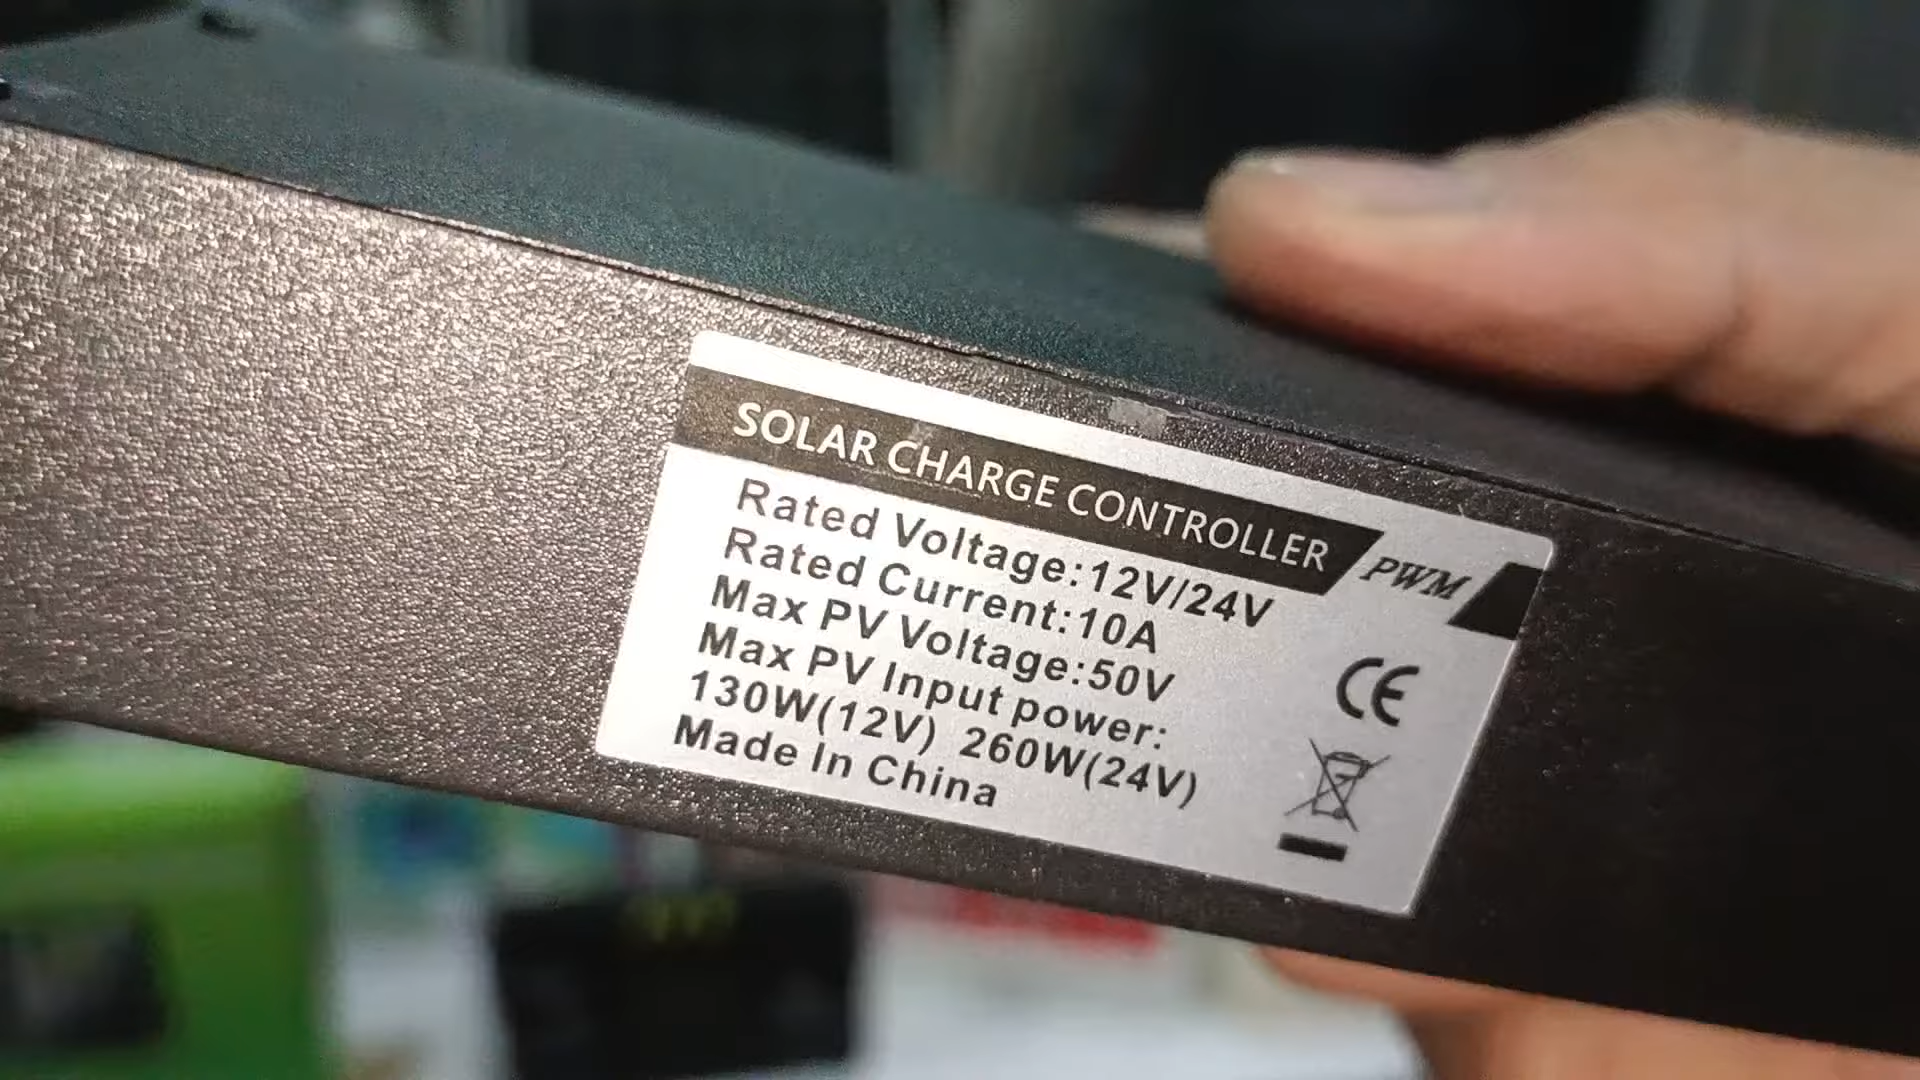 SOLAR CHARGE CONTROLLER PWM
Rated Voltage:12V/24V
Rated Current:10A
Max PV Voltage:50V
Max PV Input power:
130W(12V) 260W(24V)
Made In China
CE